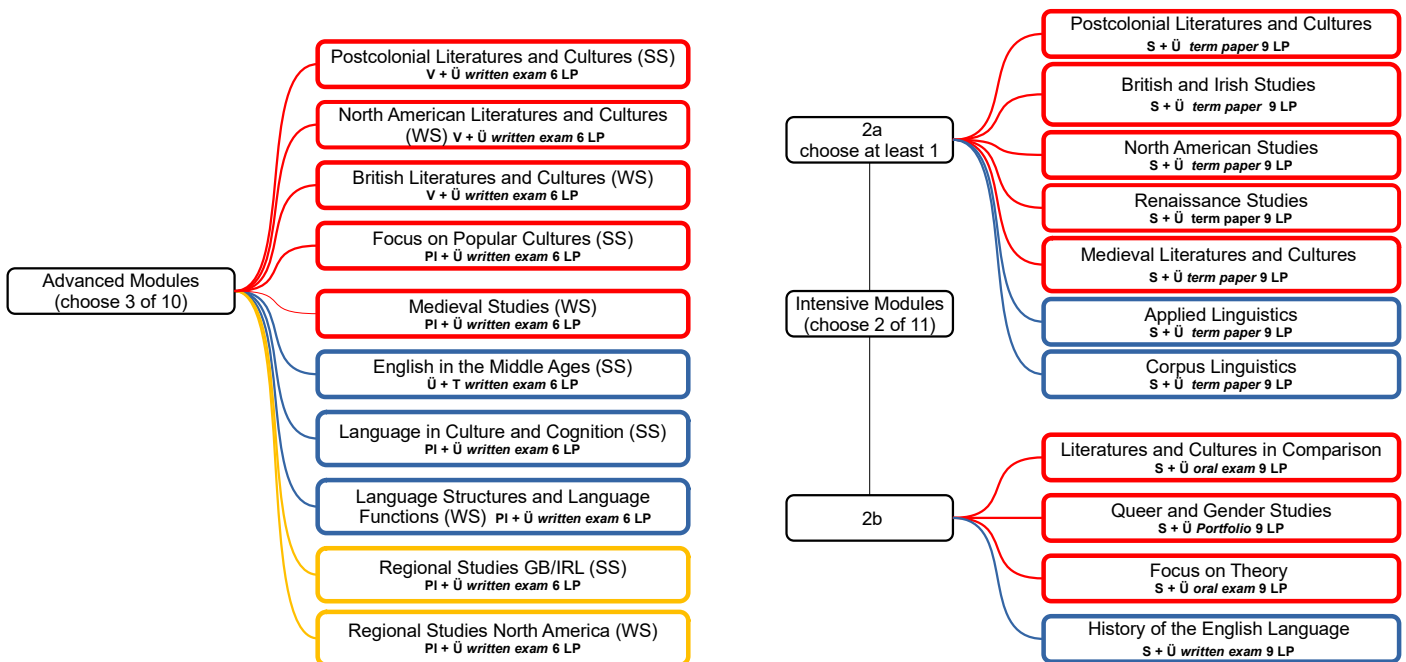 Advanced Modules
(choose 3 of 10)
Postcolonial Literatures and Cultures (SS)
V + Ü written exam 6 LP
North American Literatures and Cultures
(WS) V + Ü written exam 6 LP
British Literatures and Cultures (WS)
V + Ü written exam 6 LP
Focus on Popular Cultures (SS)
PI + Ü written exam 6 LP
Medieval Studies (WS)
PI + Ü written exam 6 LP
English in the Middle Ages (SS)
Ü + T written exam 6 LP
Language in Culture and Cognition (SS)
PI + Ü written exam 6 LP
Language Structures and Language
Functions (WS) PI + Ü written exam 6 LP
Regional Studies GB/IRL (SS)
PI + Ü written exam 6 LP
Regional Studies North America (WS)
PI + Ü written exam 6 LP
Intensive Modules
(choose 2 of 11)
2a
choose at least 1
Postcolonial Literatures and Cultures
S + Ü term paper 9 LP
British and Irish Studies
S + Ü term paper 9 LP
North American Studies
S + Ü term paper 9 LP
Renaissance Studies
S + Ü term paper 9 LP
Medieval Literatures and Cultures
S + Ü term paper 9 LP
Applied Linguistics
S + Ü term paper 9 LP
Corpus Linguistics
S + Ü term paper 9 LP
2b
Literatures and Cultures in Comparison
S + Ü oral exam 9 LP
Queer and Gender Studies
S + Ü Portfolio 9 LP
Focus on Theory
S + Ü oral exam 9 LP
History of the English Language
S + Ü written exam 9 LP